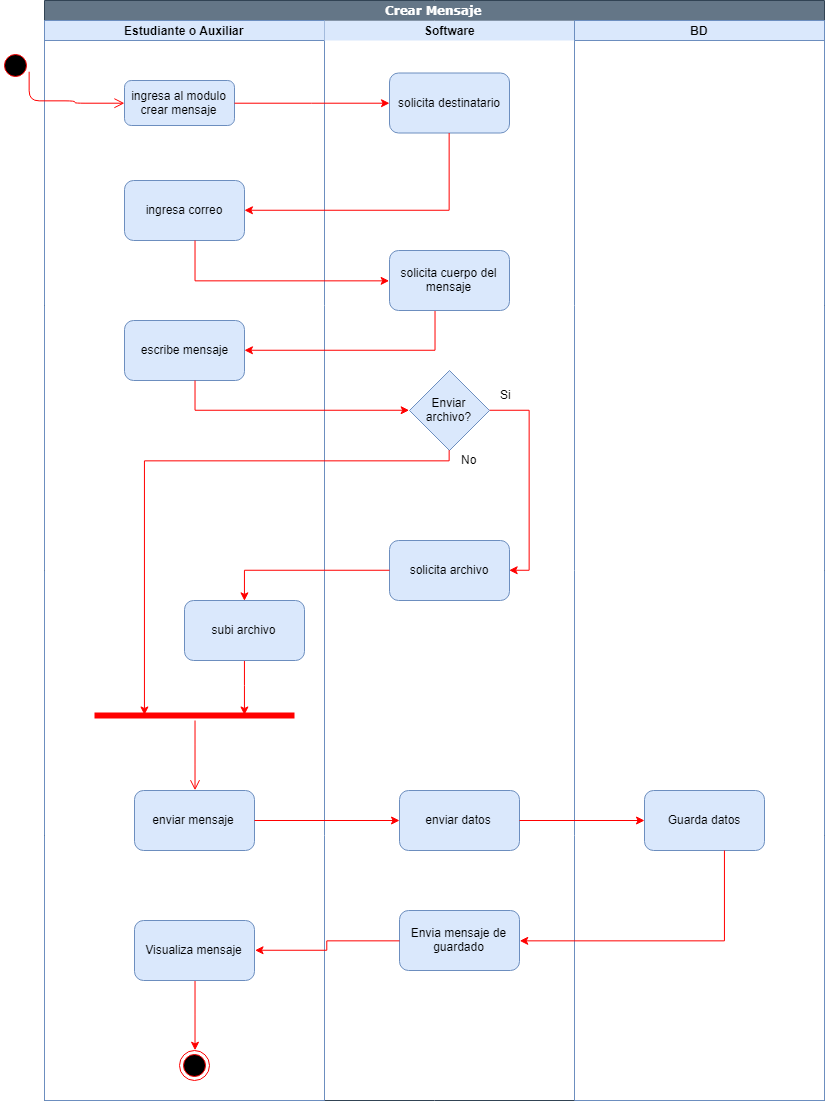 Crear Mensaje
Estudiante o Auxiliar
Software
BD
ingresa al modulo
crear mensaje
solicita destinatario
ingresa correo
solicita cuerpo del
mensaje
escribe mensaje
Enviar
archivo?
Si
No
solicita archivo
subi archivo
enviar mensaje
enviar datos
Guarda datos
Envia mensaje de
guardado
Visualiza mensaje